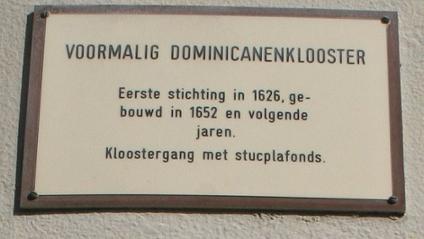 VOORMALIG DOMINICANENKLOOSTER
Eerste stichting in 1626, ge-
bouwd in 1652 en volgende
jaren.
Kloostergang met stucplafonds.